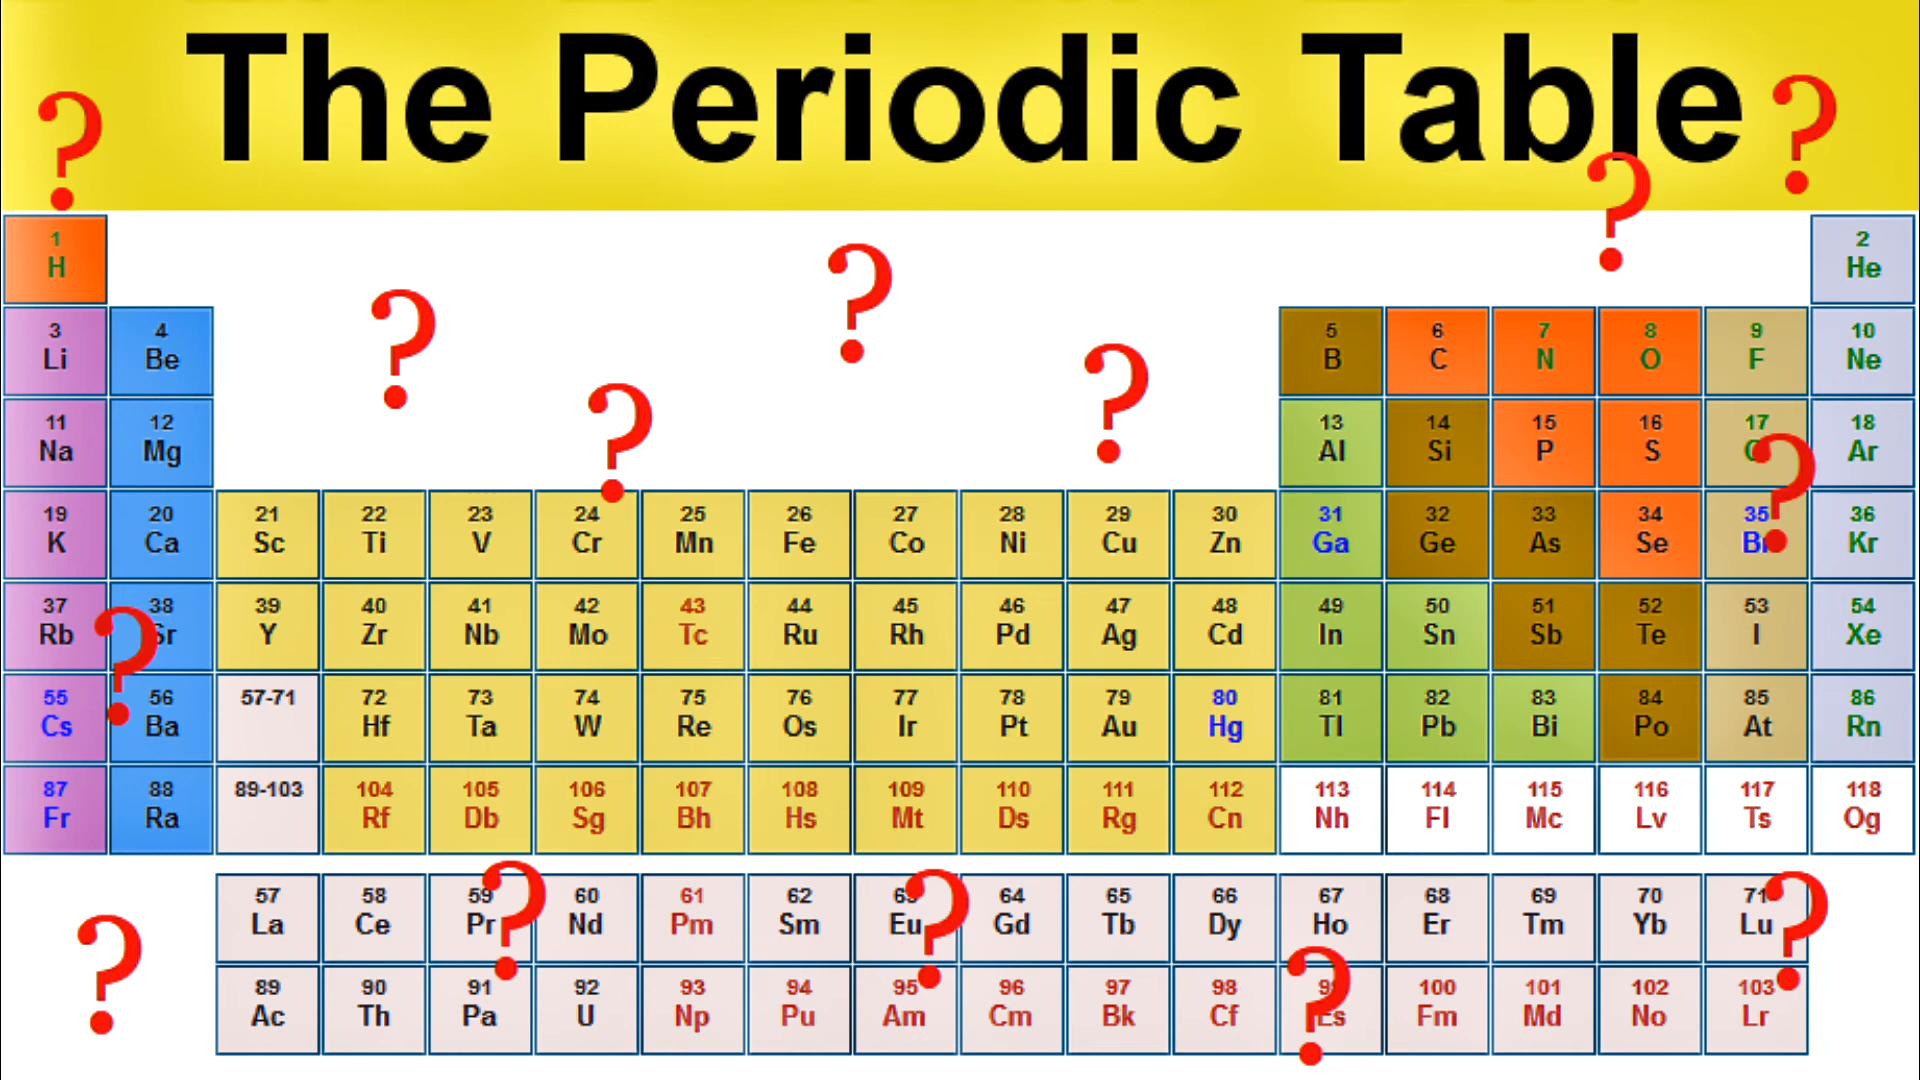 The Periodic Table
? ? ?
1 2
H He
? ? ?
3 4 5 6 7 8 9 10
Li Be B C N O F Ne
?
11 12 13 14 15 16 17 18
Na Mg Al Si P S Ar
?
19 20 21 22 23 24 25 26 27 28 29 30 31 32 33 34 35 36
K Ca Sc Ti V Cr Mn Fe Co Ni Cu Zn Ga Ge As Se Br Kr
37 38 39 40 41 42 43 44 45 46 47 48 49 50 51 52 53 54
Rb Sr Y Zr Nb Mo Tc Ru Rh Pd Ag Cd In Sn Sb Te I Xe
?
55 56 57-71 72 73 74 75 76 77 78 79 80 81 82 83 84 85 86
Cs Ba Hf Ta W Re Os Ir Pt Au Hg Tl Pb Bi Po At Rn
87 88 89-103 104 105 106 107 108 109 110 111 112 113 114 115 116 117 118
Fr Ra Rf Db Sg Bh Hs Mt Ds Rg Cn Nh Fl Mc Lv Ts Og
57 58 59 60 61 62 64 65 66 67 68 69 70 71
La Ce Pr Nd Pm Sm Eu Gd Tb Dy Ho Er Tm Yb Lu
? ? ? ? ?
89 90 91 92 93 94 95 96 97 98 100 101 102 103
Ac Th Pa U Np Pu Am Cm Bk Cf Es Fm Md No Lr